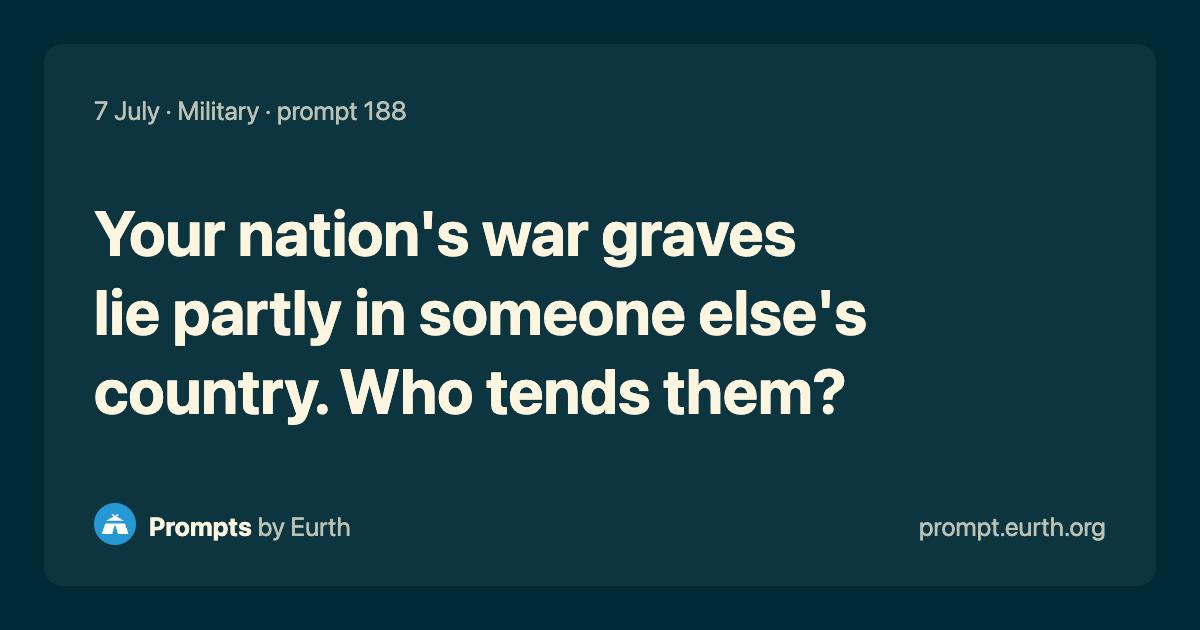 7 July · Military · prompt 188
Your nation's war graves
lie partly in someone else's
country. Who tends them?
Prompts by Eurth
prompt.eurth.org